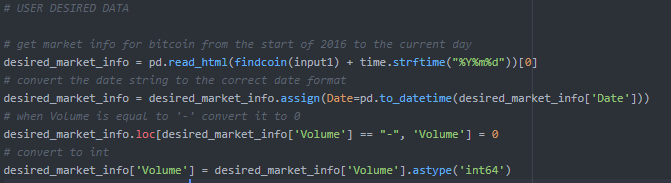 # USER DESIRED DATA
# get market info for bitcoin from the start of 2016 to the current day
desired_market_info = pd.read_html(findcoin(input1) + time.strftime("%Y%m%d"))[0]
# convert the date string to the correct date format
desired_market_info = desired_market_info.assign(Date=pd.to_datetime(desired_market_info['Date']))
# when Volume is equal to '-' convert it to 0
desired_market_info.loc[desired_market_info['Volume'] == "-", 'Volume'] = 0
# convert to int
desired_market_info['Volume'] = desired_market_info['Volume'].astype('int64')